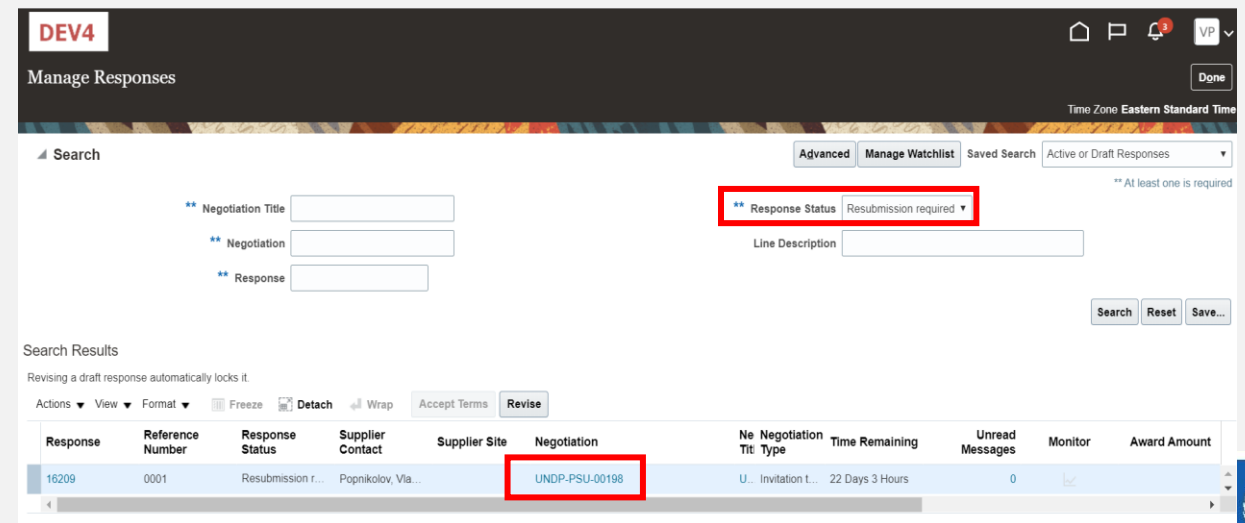 DEV4
3
VP
Manage Responses
Done
Time Zone Eastern Standard Time
Search
Advanced Manage Watchlist Saved Search Active or Draft Responses
** At least one is required
** Negotiation Title ** Response Status Resubmission required
** Negotiation Line Description
** Response
Search Reset Save...
Search Results
Revising a draft response automatically locks it.
Actions View Format Freeze Detach Wrap Accept Terms Revise
Response Reference Number Response Status Supplier Contact Supplier Site Negotiation Ne Titl Negotiation Type Time Remaining Unread Messages Monitor Award Amount
16209 0001 Resubmission r... Popnikolov, Vla... UNDP-PSU-00198 U... Invitation t... 22 Days 3 Hours 0